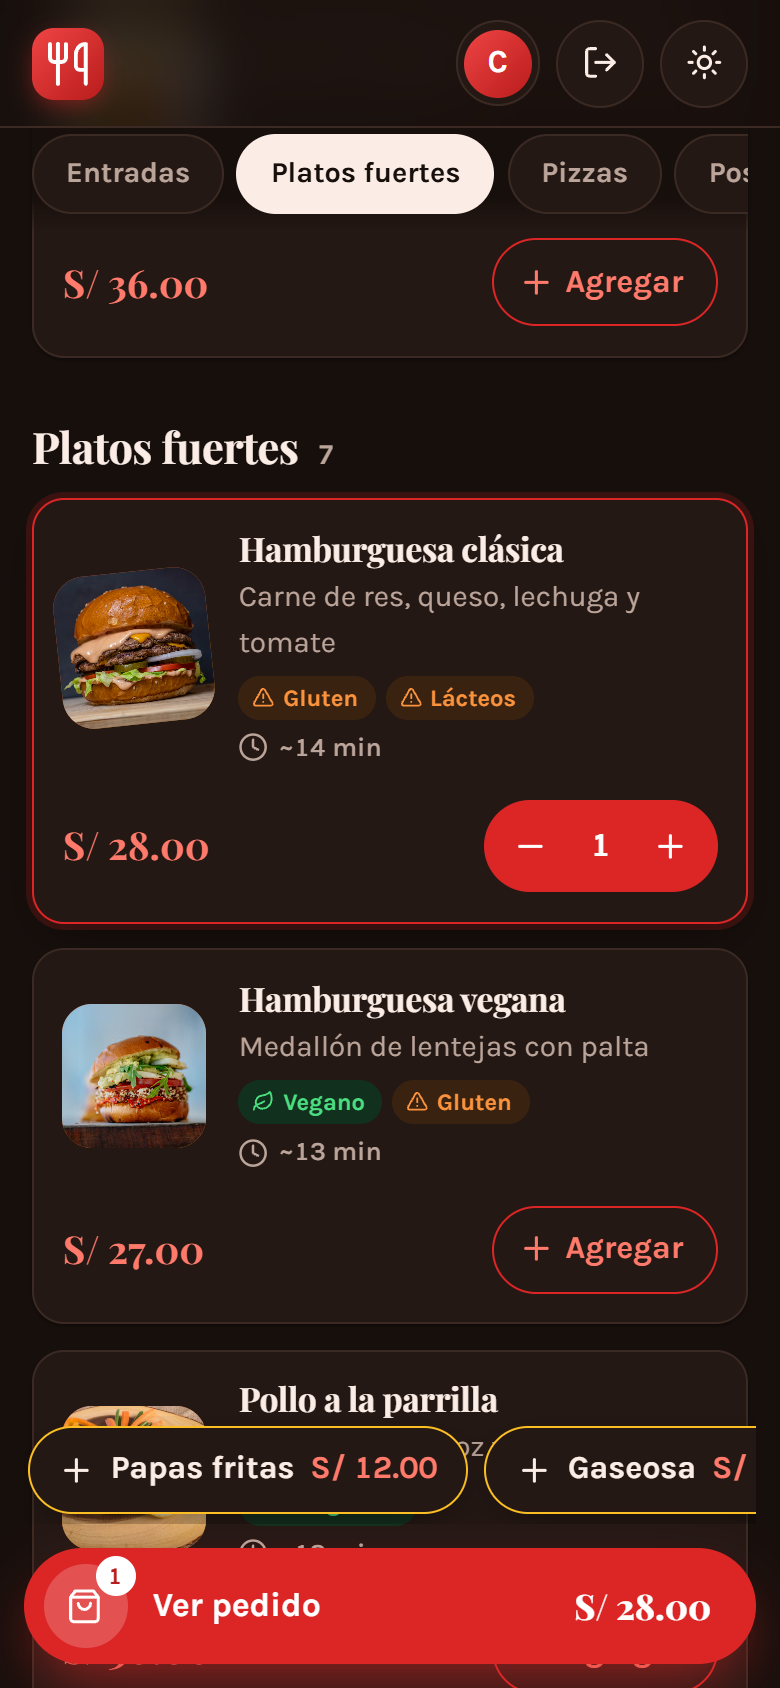 C
Entradas
Platos fuertes
Pizzas
Pos
S/ 36.00
Agregar
Platos fuertes 7
Hamburguesa clásica
Carne de res, queso, lechuga y
tomate
Gluten
Lácteos
~14 min
S/ 28.00
1
Hamburguesa vegana
Medallón de lentejas con palta
Vegano
Gluten
~13 min
S/ 27.00
Agregar
Pollo a la parrilla
Papas fritas S/ 12.00
Gaseosa S/
1
Ver pedido
S/ 28.00